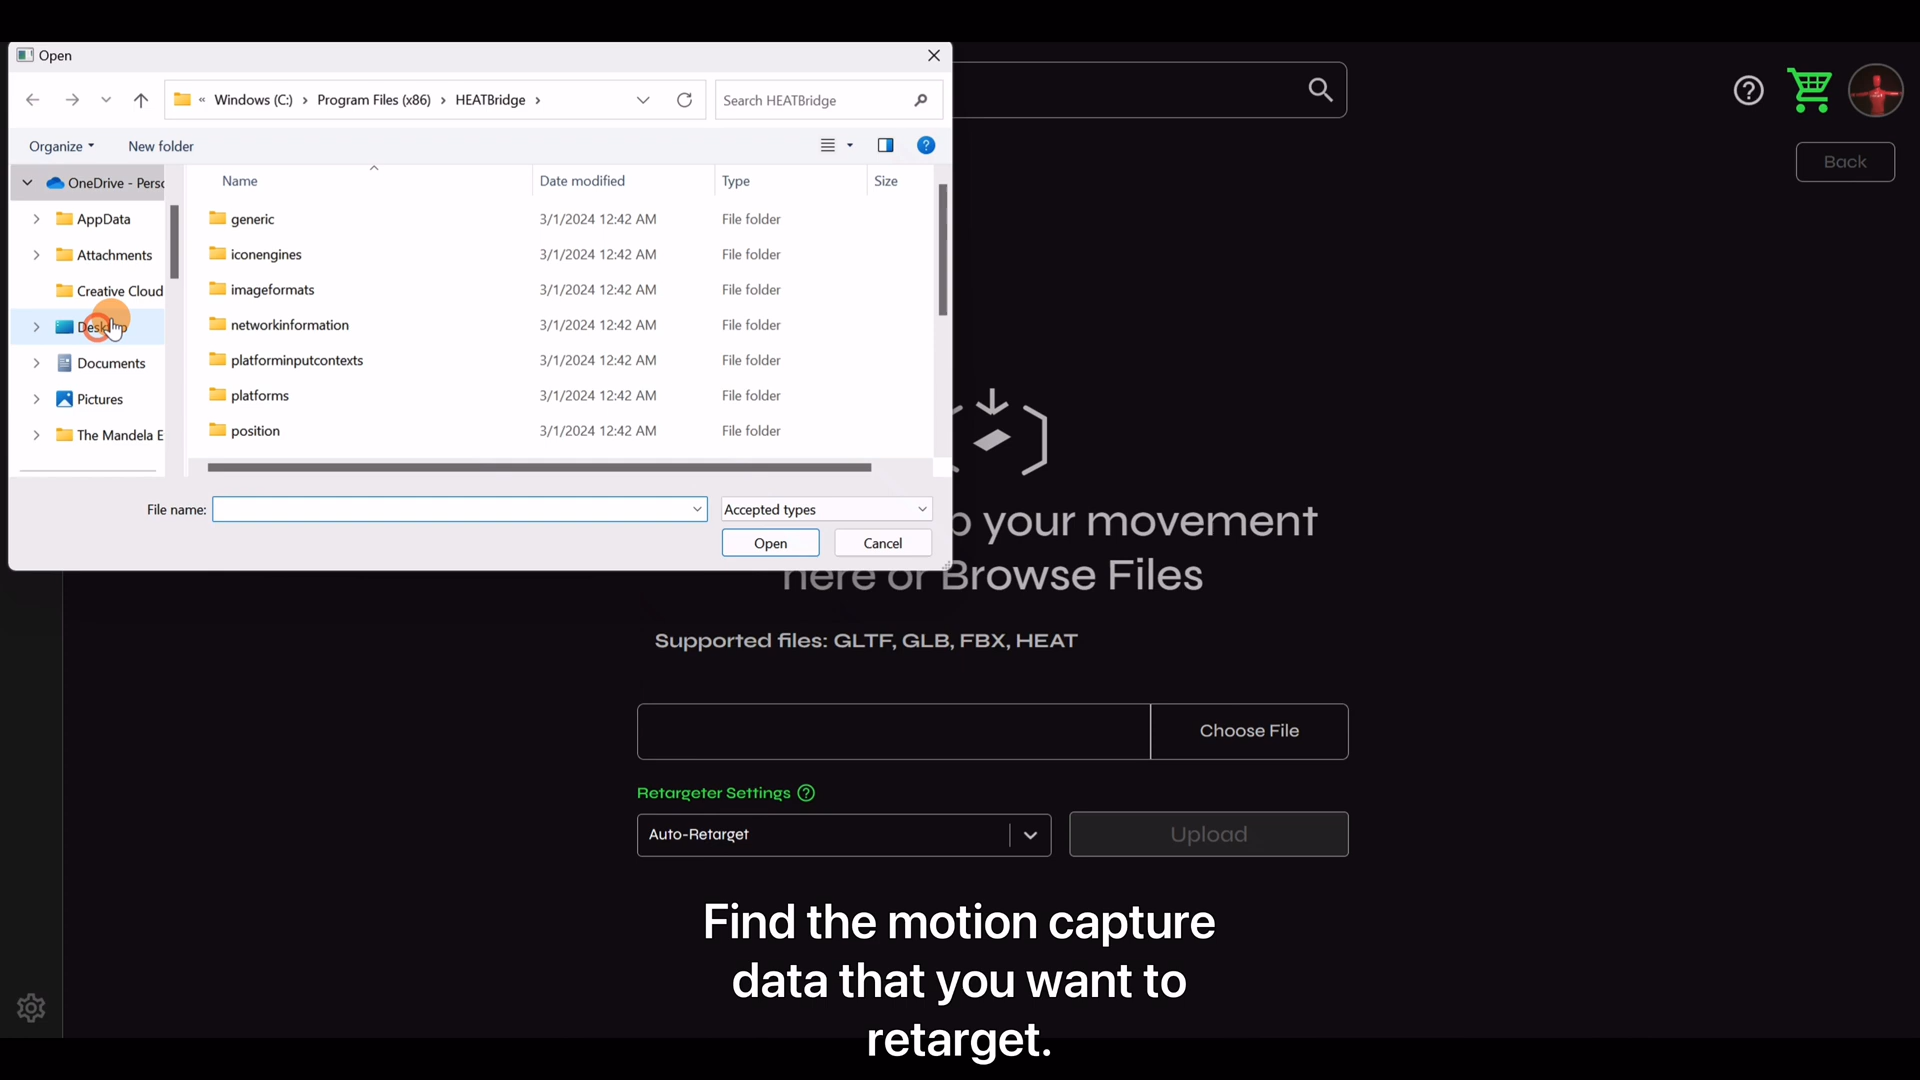 Open
« Windows (C:) › Program Files (x86) › HEATBridge ›
Search HEATBridge
Organize
New folder
?
Back
OneDrive - Perso
Name
Date modified
Type
Size
AppData
Attachments
Creative Cloud
Desktop
Documents
Pictures
The Mandela E
generic 3/1/2024 12:42 AM File folder
iconengines 3/1/2024 12:42 AM File folder
imageformats 3/1/2024 12:42 AM File folder
networkinformation 3/1/2024 12:42 AM File folder
platforminputcontexts 3/1/2024 12:42 AM File folder
platforms 3/1/2024 12:42 AM File folder
position 3/1/2024 12:42 AM File folder
File name:
Accepted types
Open
Cancel
p your movement
here or Browse Files
Supported files: GLTF, GLB, FBX, HEAT
Choose File
Retargeter Settings ?
Auto-Retarget
Upload
Find the motion capture
data that you want to
retarget.